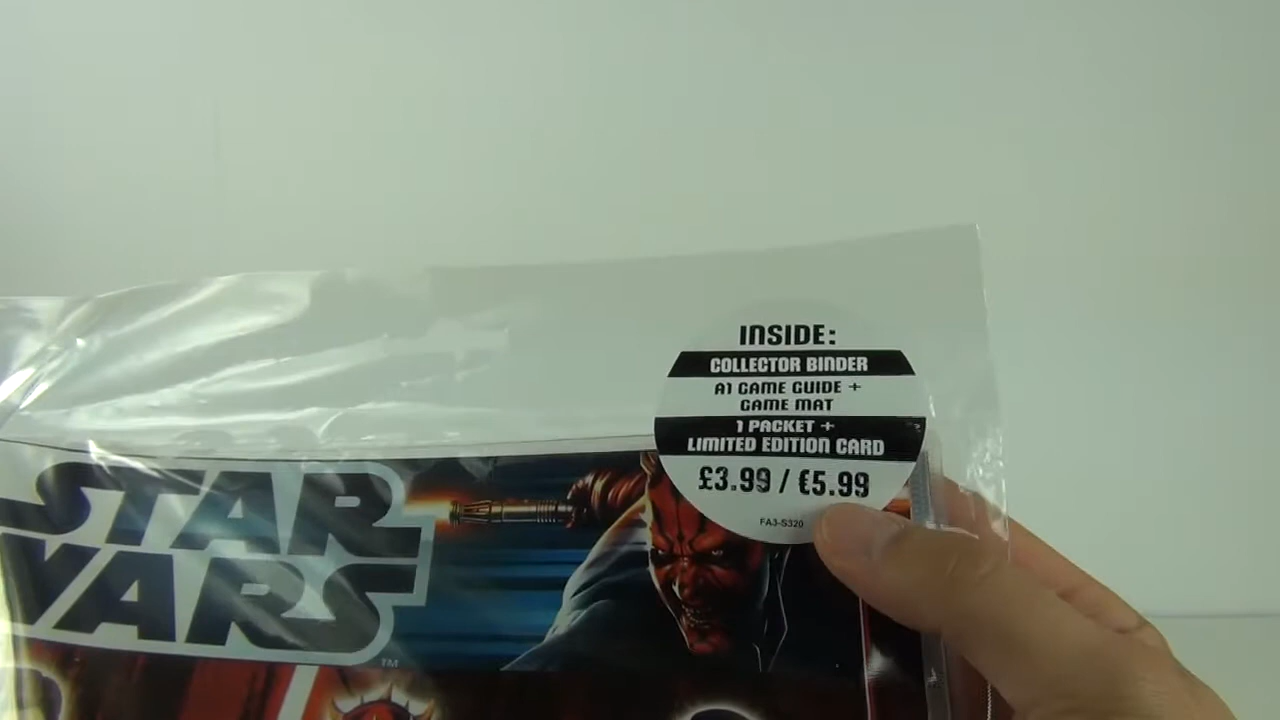 INSIDE:
COLLECTOR BINDER
A1 GAME GUIDE +
GAME MAT
1 PACKET +
LIMITED EDITION CARD
£3.99 / €5.99
FA3-S320
STAR
WARS
TM